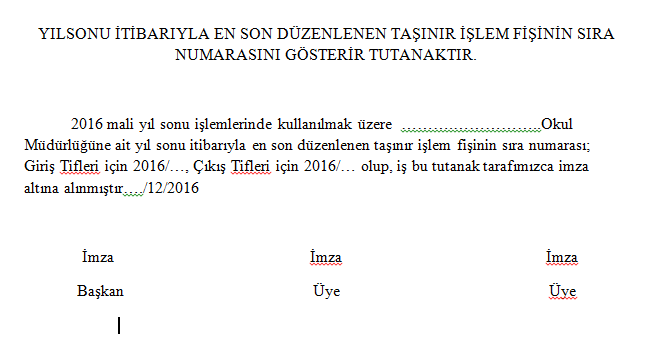 YILSONU İTİBARIYLA EN SON DÜZENLENEN TAŞINIR İŞLEM FİŞİNİN SIRA
NUMARASINI GÖSTERİR TUTANAKTIR.
2016 mali yıl sonu işlemlerinde kullanılmak üzere …………………………Okul
Müdürlüğüne ait yıl sonu itibarıyla en son düzenlenen taşınır işlem fişinin sıra numarası;
Giriş Tifleri için 2016/…, Çıkış Tifleri için 2016/… olup, iş bu tutanak tarafımızca imza
altına alınmıştır…./12/2016
İmza İmza İmza
Başkan Üye Üye